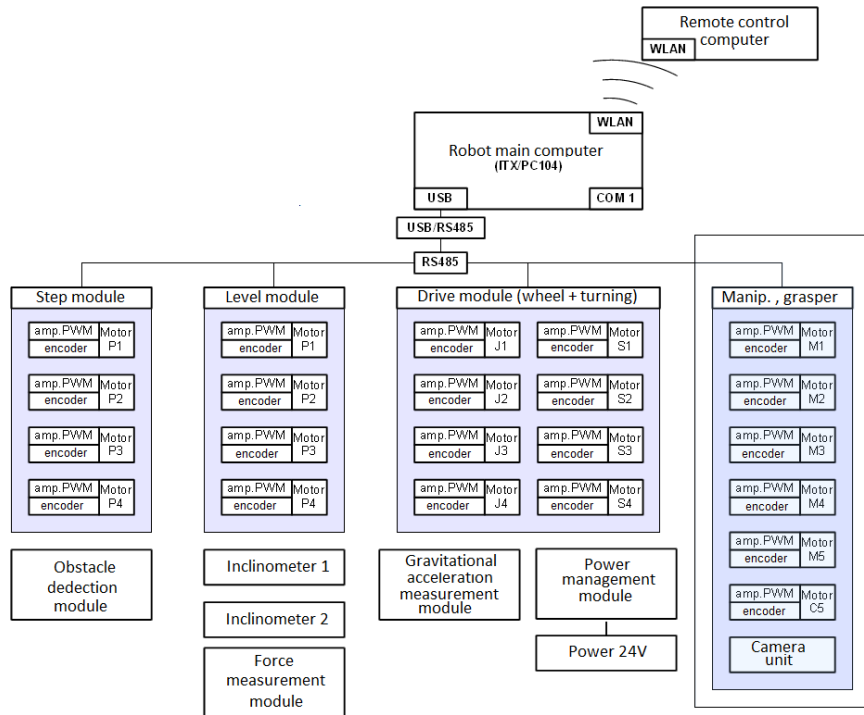 Remote control
computer
WLAN
WLAN
Robot main computer
(ITX/PC104)
USB
COM 1
USB/RS485
RS485
Step module
amp.PWM
encoder
Motor
P1
amp.PWM
encoder
Motor
P2
amp.PWM
encoder
Motor
P3
amp.PWM
encoder
Motor
P4
Level module
amp.PWM
encoder
Motor
P1
amp.PWM
encoder
Motor
P2
amp.PWM
encoder
Motor
P3
amp.PWM
encoder
Motor
P4
Drive module (wheel + turning)
amp.PWM
encoder
Motor
J1
amp.PWM
encoder
Motor
S1
amp.PWM
encoder
Motor
J2
amp.PWM
encoder
Motor
S2
amp.PWM
encoder
Motor
J3
amp.PWM
encoder
Motor
S3
amp.PWM
encoder
Motor
J4
amp.PWM
encoder
Motor
S4
Manip. , grasper
amp.PWM
encoder
Motor
M1
amp.PWM
encoder
Motor
M2
amp.PWM
encoder
Motor
M3
amp.PWM
encoder
Motor
M4
amp.PWM
encoder
Motor
M5
amp.PWM
encoder
Motor
C5
Camera
unit
Obstacle
dedection
module
Inclinometer 1
Inclinometer 2
Force
measurement
module
Gravitational
acceleration
measurement
module
Power
management
module
Power 24V